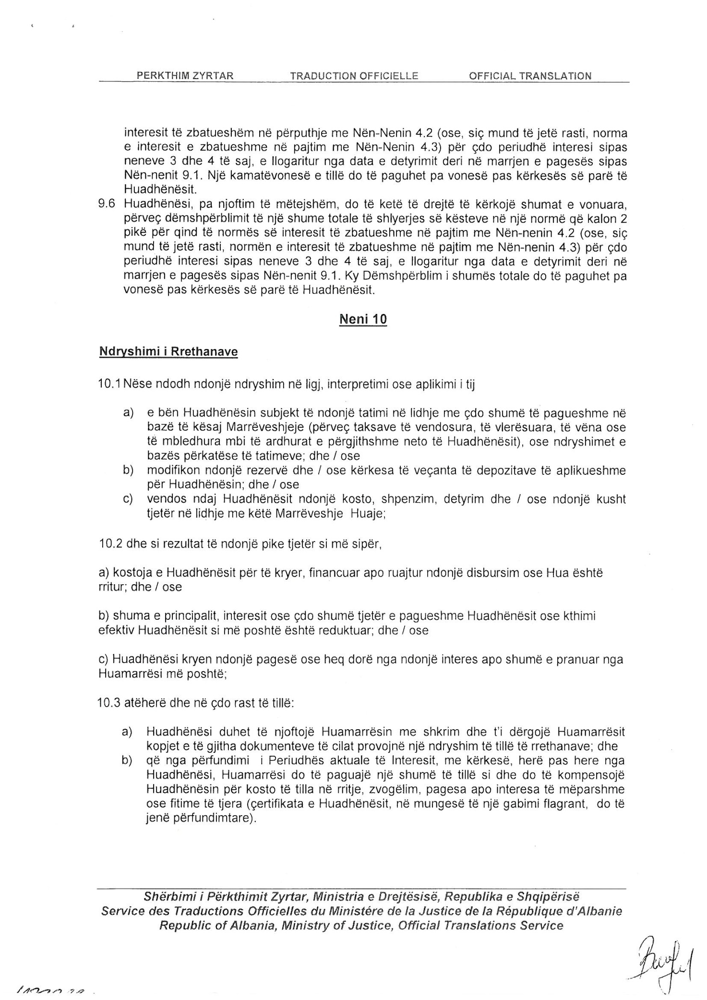 PERKTHIM ZYRTAR TRADUCTION OFFICIELLE OFFICIAL TRANSLATION
interesit të zbatueshëm në përputhje me Nën-Nenin 4.2 (ose, siç mund të jetë rasti, norma
e interesit e zbatueshme në pajtim me Nën-Nenin 4.3) për çdo periudhë interesi sipas
neneve 3 dhe 4 të saj, e llogaritur nga data e detyrimit deri në marrjen e pagesës sipas
Nën-nenit 9.1. Një kamatëvonesë e tillë do të paguhet pa vonesë pas kërkesës së parë të
Huadhënësit.
9.6 Huadhënësi, pa njoftim të mëtejshëm, do të ketë të drejtë të kërkojë shumat e vonuara,
përveç dëmshpërblimit të një shume totale të shlyerjes së kësteve në një normë që kalon 2
pikë për qind të normës së interesit të zbatueshme në pajtim me Nën-nenin 4.2 (ose, siç
mund të jetë rasti, normën e interesit të zbatueshme në pajtim me Nën-nenin 4.3) për çdo
periudhë interesi sipas neneve 3 dhe 4 të saj, e llogaritur nga data e detyrimit deri në
marrjen e pagesës sipas Nën-nenit 9.1. Ky Dëmshpërblim i shumës totale do të paguhet pa
vonesë pas kërkesës së parë të Huadhënësit.
Neni 10
Ndryshimi i Rrethanave
10.1 Nëse ndodh ndonjë ndryshim në ligj, interpretimi ose aplikimi i tij
a) e bën Huadhënësin subjekt të ndonjë tatimi në lidhje me çdo shumë të pagueshme në
bazë të kësaj Marrëveshjeje (përveç taksave të vendosura, të vlerësuara, të vëna ose
të mbledhura mbi të ardhurat e përgjithshme neto të Huadhënësit), ose ndryshimet e
bazës përkatëse të tatimeve; dhe / ose
b) modifikon ndonjë rezervë dhe / ose kërkesa të veçanta të depozitave të aplikueshme
për Huadhënësin; dhe / ose
c) vendos ndaj Huadhënësit ndonjë kosto, shpenzim, detyrim dhe / ose ndonjë kusht
tjetër në lidhje me këtë Marrëveshje Huaje;
10.2 dhe si rezultat të ndonjë pike tjetër si më sipër,
a) kostoja e Huadhënësit për të kryer, financuar apo ruajtur ndonjë disbursim ose Hua është
rritur; dhe / ose
b) shuma e principalit, interesit ose çdo shumë tjetër e pagueshme Huadhënësit ose kthimi
efektiv Huadhënësit si më poshtë është reduktuar; dhe / ose
c) Huadhënësi kryen ndonjë pagesë ose heq dorë nga ndonjë interes apo shumë e pranuar nga
Huamarrësi më poshtë;
10.3 atëherë dhe në çdo rast të tillë:
a) Huadhënësi duhet të njoftojë Huamarrësin me shkrim dhe t'i dërgojë Huamarrësit
kopjet e të gjitha dokumenteve të cilat provojnë një ndryshim të tillë të rrethanave; dhe
b) që nga përfundimi i Periudhës aktuale të Interesit, me kërkesë, herë pas here nga
Huadhënësi, Huamarrësi do të paguajë një shumë të tillë si dhe do të kompensojë
Huadhënësin për kosto të tilla në rritje, zvogëlim, pagesa apo interesa të mëparshme
ose fitime të tjera (çertifikata e Huadhënësit, në mungesë të një gabimi flagrant, do të
jenë përfundimtare).
Shërbimi i Përkthimit Zyrtar, Ministria e Drejtësisë, Republika e Shqipërisë
Service des Traductions Officielles du Ministére de la Justice de la République d'Albanie
Republic of Albania, Ministry of Justice, Official Translations Service